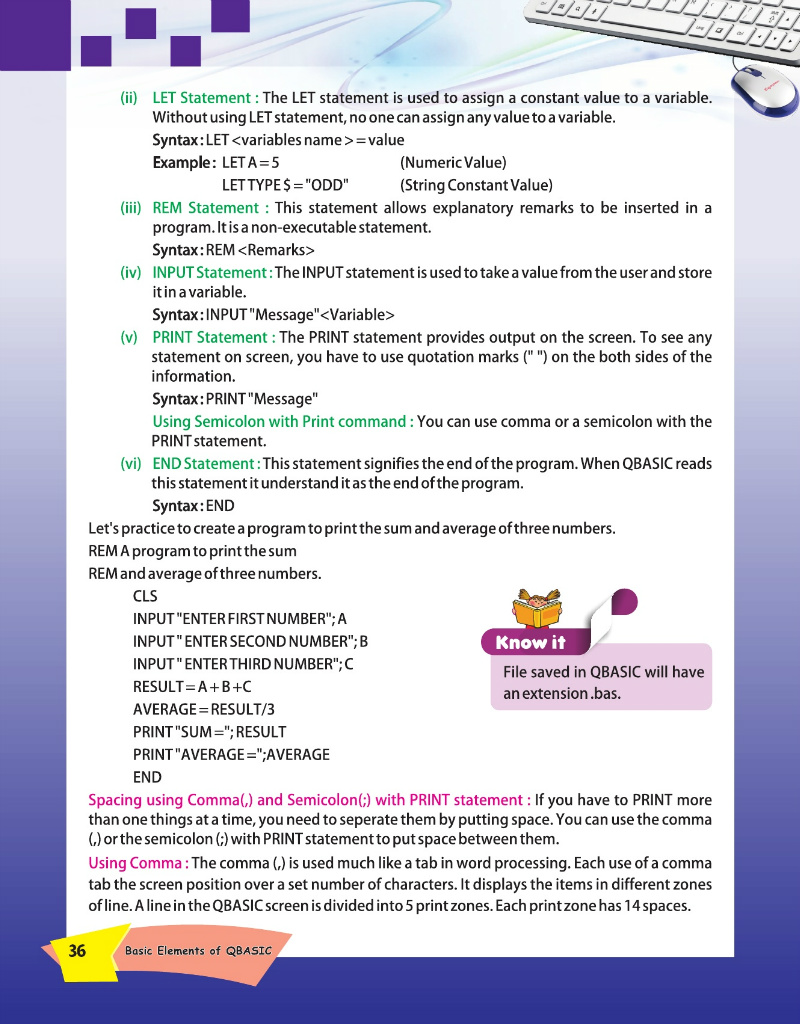 (ii) LET Statement : The LET statement is used to assign a constant value to a variable.
Without using LET statement, no one can assign any value to a variable.
Syntax : LET <variables name > = value
Example : LET A = 5 (Numeric Value)
LET TYPE $ = "ODD" (String Constant Value)
(iii) REM Statement : This statement allows explanatory remarks to be inserted in a
program. It is a non-executable statement.
Syntax : REM <Remarks>
(iv) INPUT Statement : The INPUT statement is used to take a value from the user and store
it in a variable.
Syntax : INPUT "Message"<Variable>
(v) PRINT Statement : The PRINT statement provides output on the screen. To see any
statement on screen, you have to use quotation marks (" ") on the both sides of the
information.
Syntax : PRINT "Message"
Using Semicolon with Print command : You can use comma or a semicolon with the
PRINT statement.
(vi) END Statement : This statement signifies the end of the program. When QBASIC reads
this statement it understand it as the end of the program.
Syntax : END
Let's practice to create a program to print the sum and average of three numbers.
REM A program to print the sum
REM and average of three numbers.
CLS
INPUT "ENTER FIRST NUMBER"; A
INPUT " ENTER SECOND NUMBER"; B
INPUT " ENTER THIRD NUMBER"; C
RESULT = A + B +C
AVERAGE = RESULT/3
PRINT "SUM ="; RESULT
PRINT "AVERAGE =";AVERAGE
END
Know it
File saved in QBASIC will have
an extension .bas.
Spacing using Comma(,) and Semicolon(;) with PRINT statement : If you have to PRINT more
than one things at a time, you need to seperate them by putting space. You can use the comma
(,) or the semicolon (;) with PRINT statement to put space between them.
Using Comma : The comma (,) is used much like a tab in word processing. Each use of a comma
tab the screen position over a set number of characters. It displays the items in different zones
of line. A line in the QBASIC screen is divided into 5 print zones. Each print zone has 14 spaces.
36 Basic Elements of QBASIC